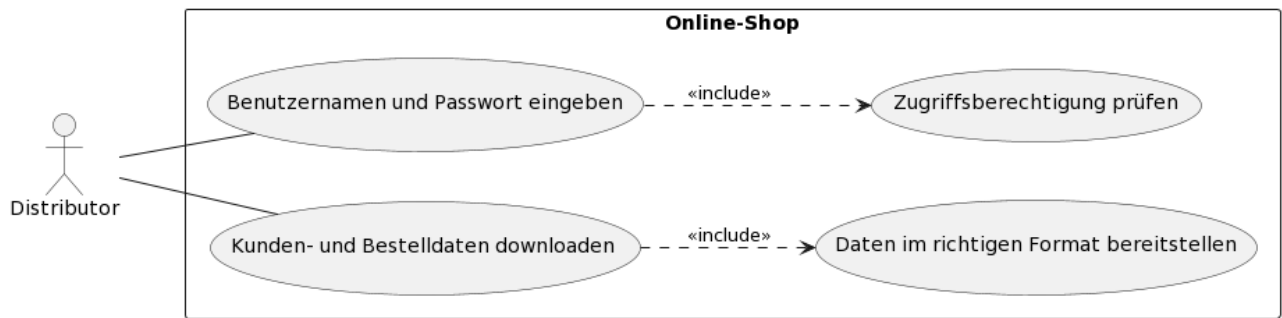 Online-Shop
Benutzernamen und Passwort eingeben
«include»
Zugriffsberechtigung prüfen
Distributor
Kunden- und Bestelldaten downloaden
«include»
Daten im richtigen Format bereitstellen